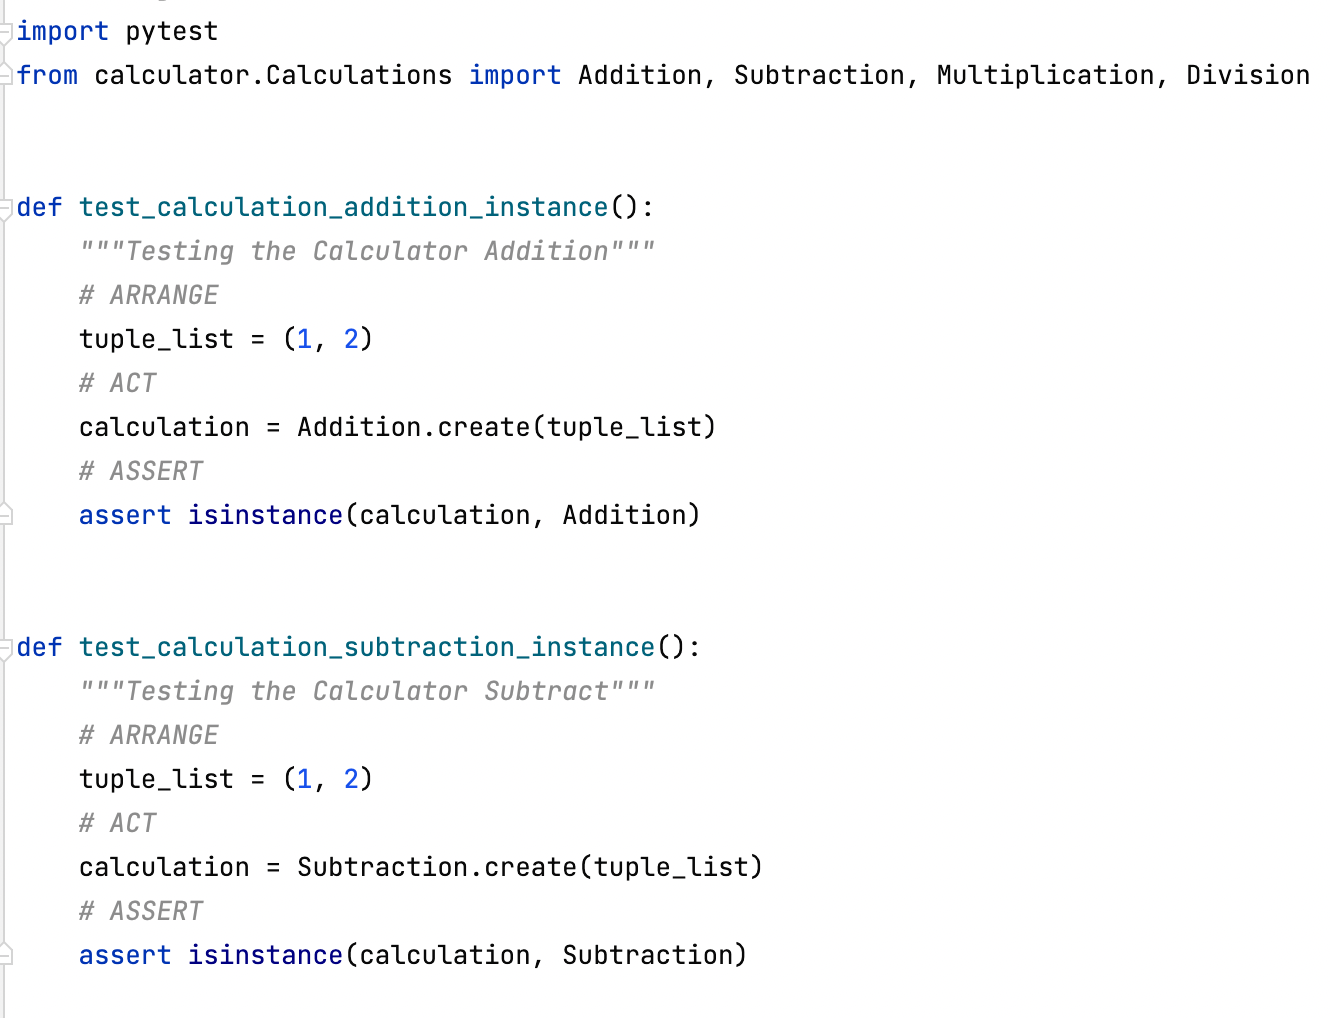 import pytest
from calculator.Calculations import Addition, Subtraction, Multiplication, Division
def test_calculation_addition_instance():
"""Testing the Calculator Addition"""
# ARRANGE
tuple_list = (1, 2)
# ACT
calculation = Addition.create(tuple_list)
# ASSERT
assert isinstance(calculation, Addition)
def test_calculation_subtraction_instance():
"""Testing the Calculator Subtract"""
# ARRANGE
tuple_list = (1, 2)
# ACT
calculation = Subtraction.create(tuple_list)
# ASSERT
assert isinstance(calculation, Subtraction)